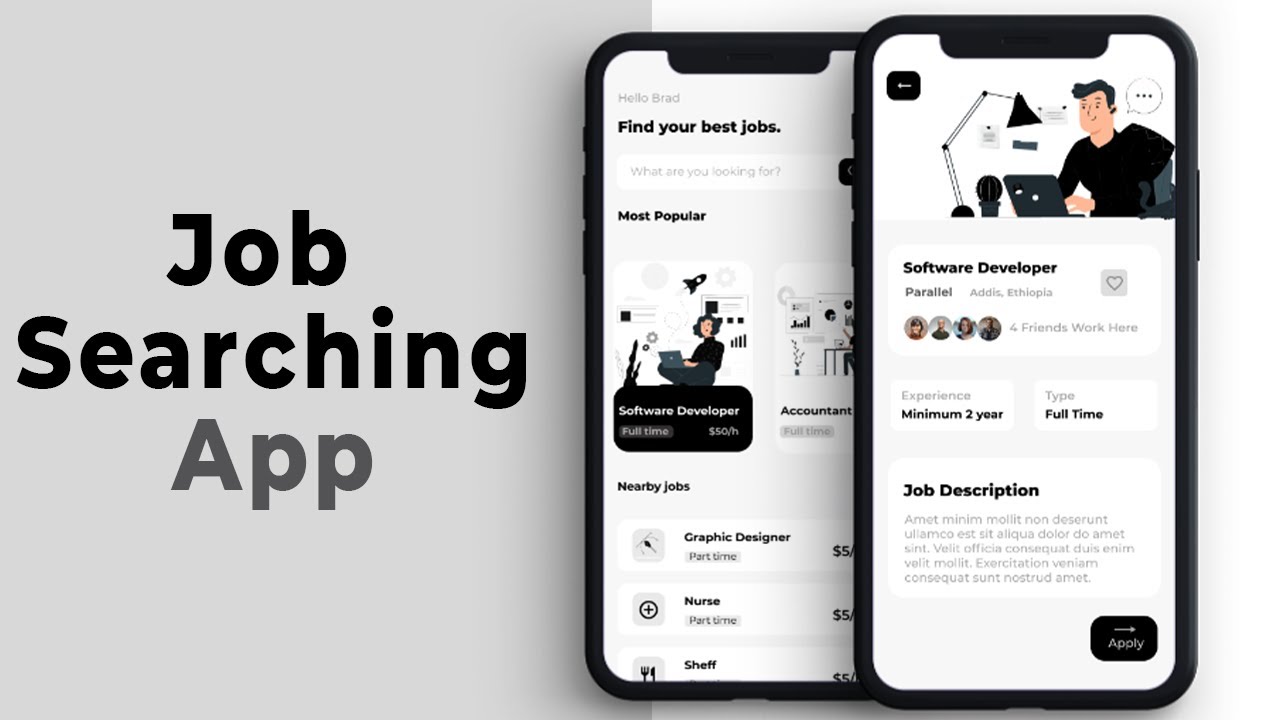 Job
Searching
App
Hello Brad
Find your best jobs.
What are you looking for?
Most Popular
Software Developer
Full time $50/h
Accountant
Full time
Nearby jobs
Graphic Designer
Part time
$5/
Nurse
Part time
$5/
Sheff
$5/
Software Developer
Parallel Addis, Ethiopia
4 Friends Work Here
Experience
Minimum 2 year
Type
Full Time
Job Description
Amet minim mollit non deserunt
ullamco est sit aliqua dolor do amet
sint. Velit officia consequat duis enim
velit mollit. Exercitation veniam
consequat sunt nostrud amet.
Apply